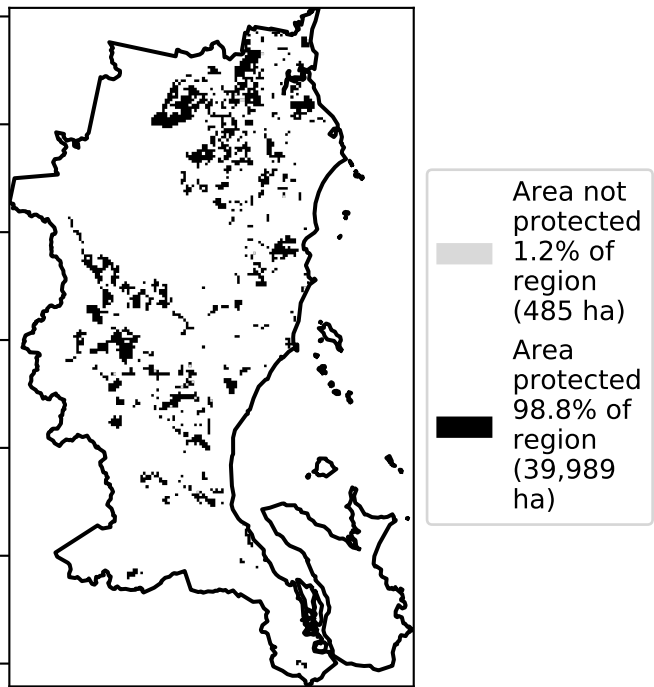 Area not
protected
1.2% of
region
(485 ha)
Area
protected
98.8% of
region
(39,989
ha)